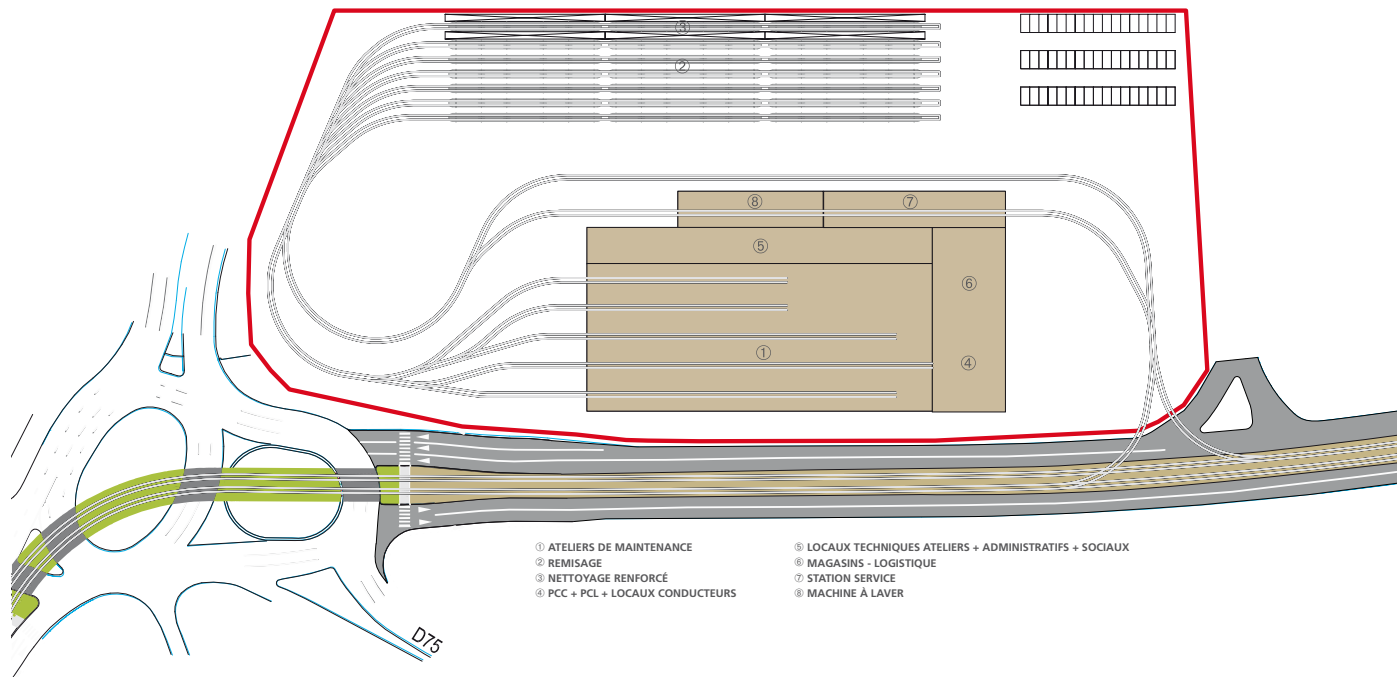 ③
②
⑧
⑦
⑤
⑥
①
④
① ATELIERS DE MAINTENANCE
② REMISAGE
③ NETTOYAGE RENFORCÉ
④ PCC + PCL + LOCAUX CONDUCTEURS
⑤ LOCAUX TECHNIQUES ATELIERS + ADMINISTRATIFS + SOCIAUX
⑥ MAGASINS - LOGISTIQUE
⑦ STATION SERVICE
⑧ MACHINE À LAVER
D75